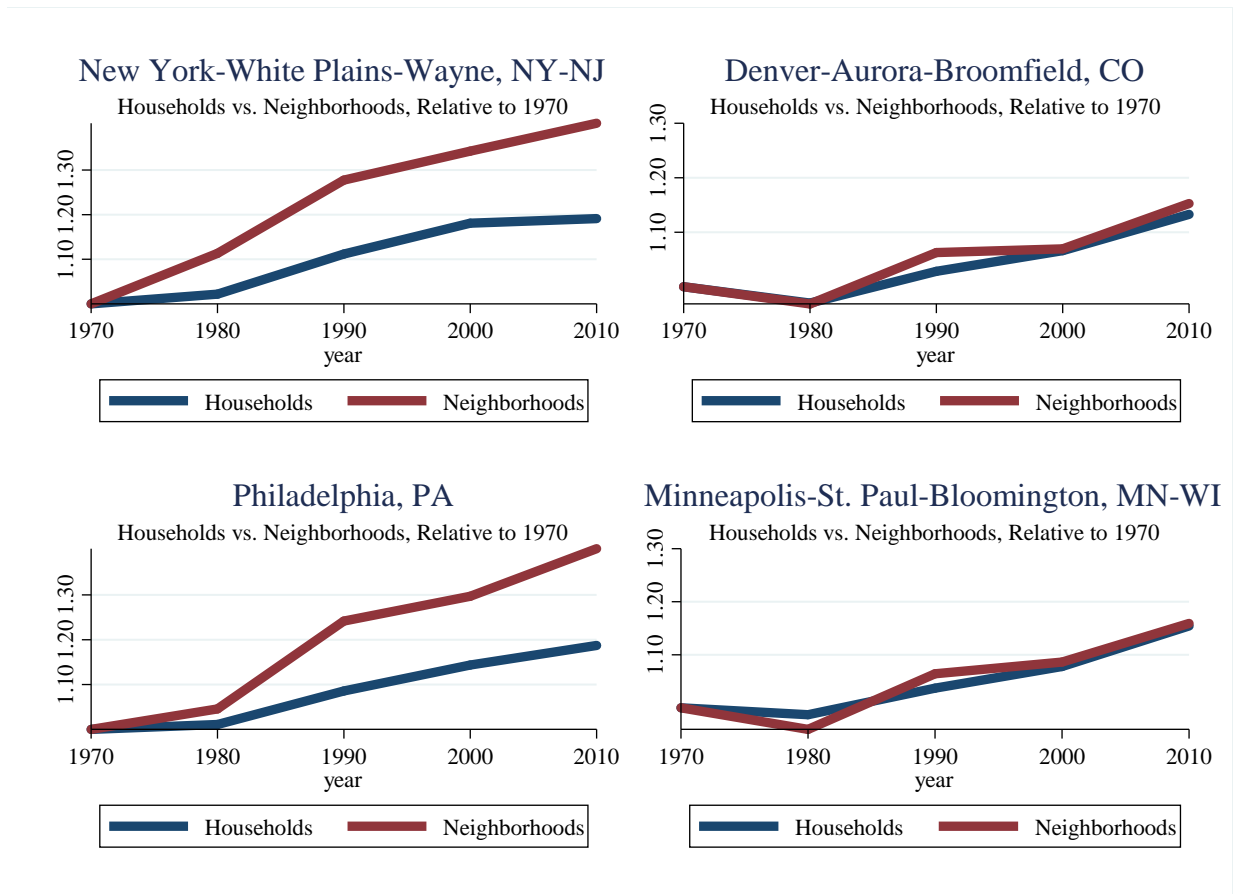 New York-White Plains-Wayne, NY-NJ
Households vs. Neighborhoods, Relative to 1970
1.30
1.20
1.10
1970 1980 1990 2000 2010
year
Households Neighborhoods
Denver-Aurora-Broomfield, CO
Households vs. Neighborhoods, Relative to 1970
1.30
1.20
1.10
1970 1980 1990 2000 2010
year
Households Neighborhoods
Philadelphia, PA
Households vs. Neighborhoods, Relative to 1970
1.30
1.20
1.10
1970 1980 1990 2000 2010
year
Households Neighborhoods
Minneapolis-St. Paul-Bloomington, MN-WI
Households vs. Neighborhoods, Relative to 1970
1.30
1.20
1.10
1970 1980 1990 2000 2010
year
Households Neighborhoods